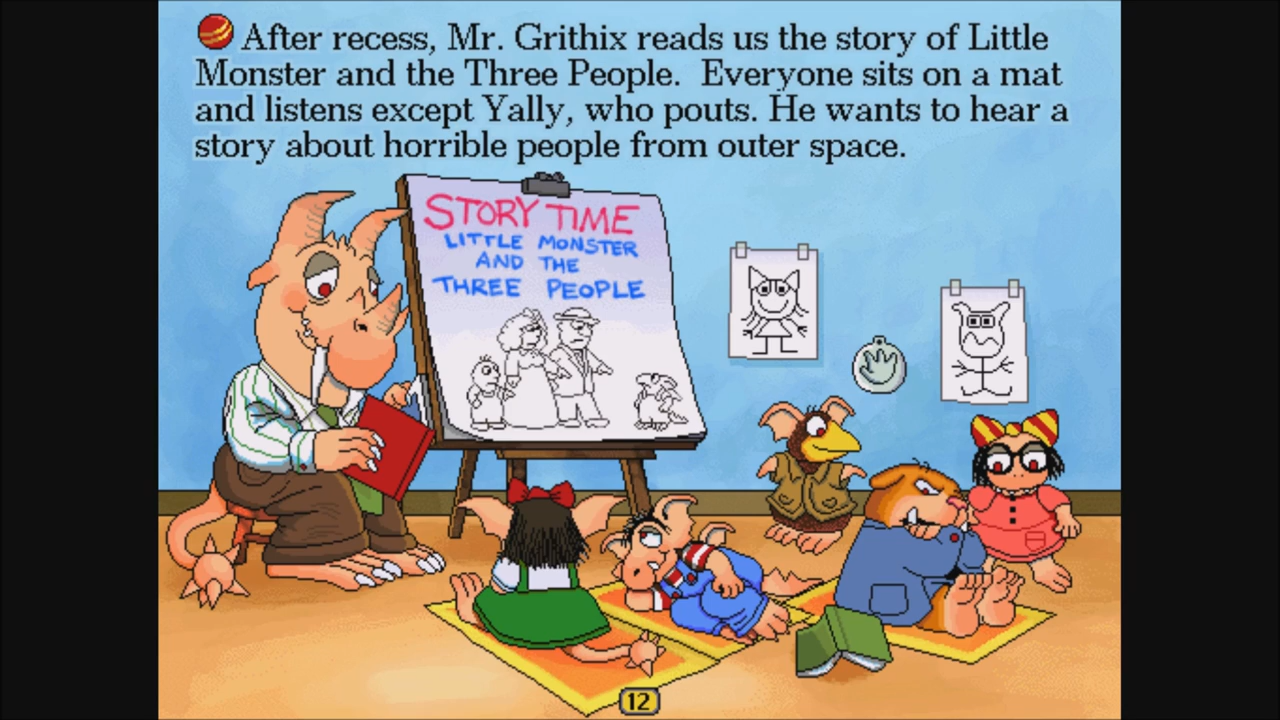 After recess, Mr. Grithix reads us the story of Little
Monster and the Three People.  Everyone sits on a mat
and listens except Yally, who pouts. He wants to hear a
story about horrible people from outer space.
STORY TIME
LITTLE MONSTER
AND THE
THREE PEOPLE
12